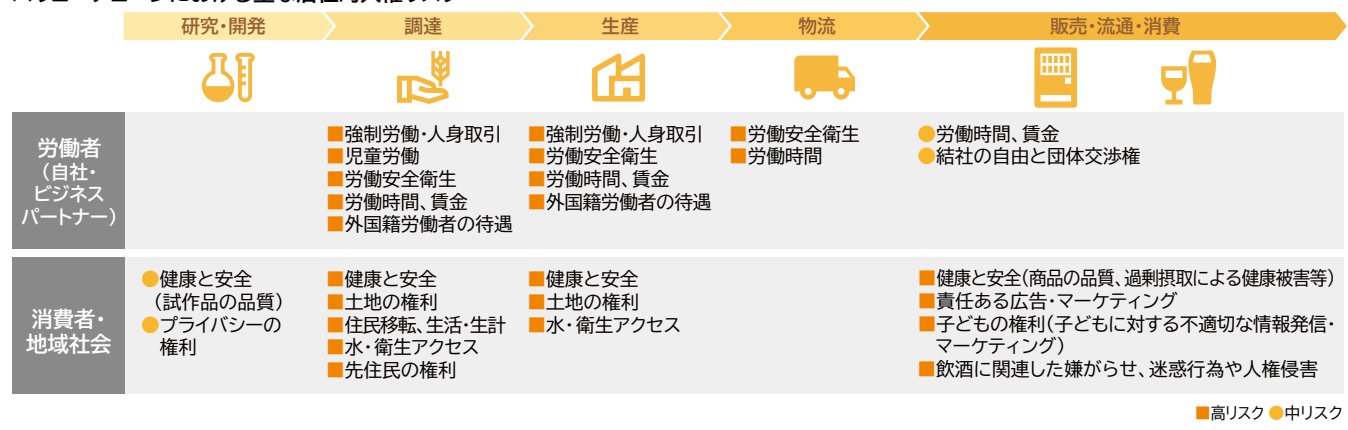 研究・開発
調達
生産
物流
販売・流通・消費
労働者
（自社・
ビジネス
パートナー）
■強制労働・人身取引
■児童労働
■労働安全衛生
■労働時間、賃金
■外国籍労働者の待遇
■強制労働・人身取引
■労働安全衛生
■労働時間、賃金
■外国籍労働者の待遇
■労働安全衛生
■労働時間
●労働時間、賃金
●結社の自由と団体交渉権
消費者・
地域社会
●健康と安全
（試作品の品質）
●プライバシーの
権利
■健康と安全
■土地の権利
■住民移転、生活・生計
■水・衛生アクセス
■先住民の権利
■健康と安全
■土地の権利
■水・衛生アクセス
■健康と安全（商品の品質、過剰摂取による健康被害等）
■責任ある広告・マーケティング
■子どもの権利（子どもに対する不適切な情報発信・
マーケティング）
■飲酒に関連した嫌がらせ、迷惑行為や人権侵害
■高リスク ●中リスク